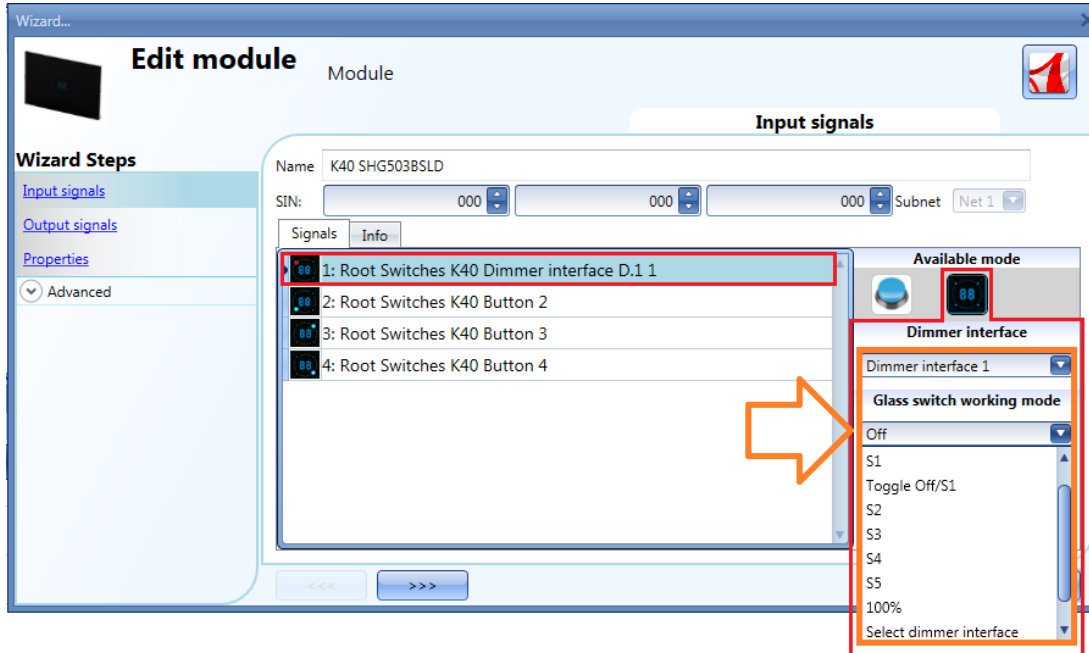 Wizard...
Edit module
Module
Input signals
Wizard Steps
Input signals
Output signals
Properties
Advanced
Name K40 SHG503BSLD
SIN: 000 000 000 Subnet Net 1
Signals Info
1: Root Switches K40 Dimmer interface D.1 1
2: Root Switches K40 Button 2
3: Root Switches K40 Button 3
4: Root Switches K40 Button 4
Available mode
88
Dimmer interface
Dimmer interface 1
Glass switch working mode
Off
S1
Toggle Off/S1
S2
S3
S4
S5
100%
Select dimmer interface
<<< >>>